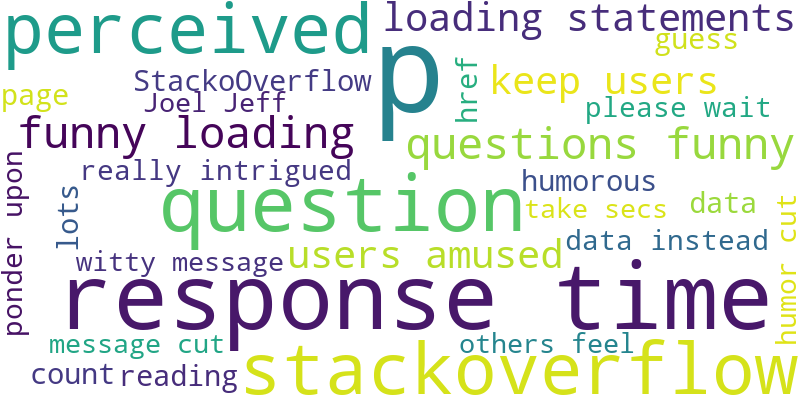 perceived
p
loading statements
guess
StackoOverflow
href
keep users
page
Joel Jeff
please wait
funny loading
questions funny
really intrigued
ponder upon
lots
question
humorous
take secs
data
humor cut
users amused
data instead
witty message
response time
message cut
others feel
stackoverflow
count
reading